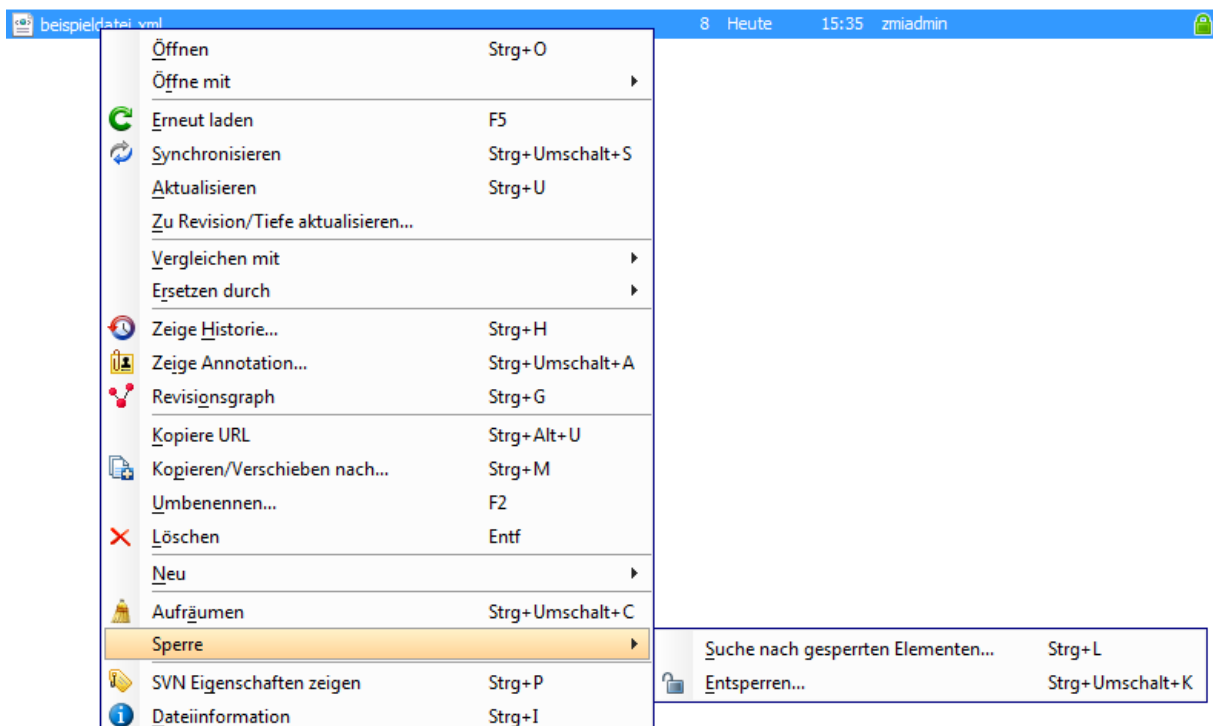 beispieldatei.xml 8 Heute 15:35 zmiadmin
Öffnen Strg+O
Öffne mit
Erneut laden F5
Synchronisieren Strg+Umschalt+S
Aktualisieren Strg+U
Zu Revision/Tiefe aktualisieren...
Vergleichen mit
Ersetzen durch
Zeige Historie... Strg+H
Zeige Annotation... Strg+Umschalt+A
Revisionsgraph Strg+G
Kopiere URL Strg+Alt+U
Kopieren/Verschieben nach... Strg+M
Umbenennen... F2
Löschen Entf
Neu
Aufräumen Strg+Umschalt+C
Sperre
Suche nach gesperrten Elementen... Strg+L
Entsperren... Strg+Umschalt+K
SVN Eigenschaften zeigen Strg+P
Dateiinformation Strg+I